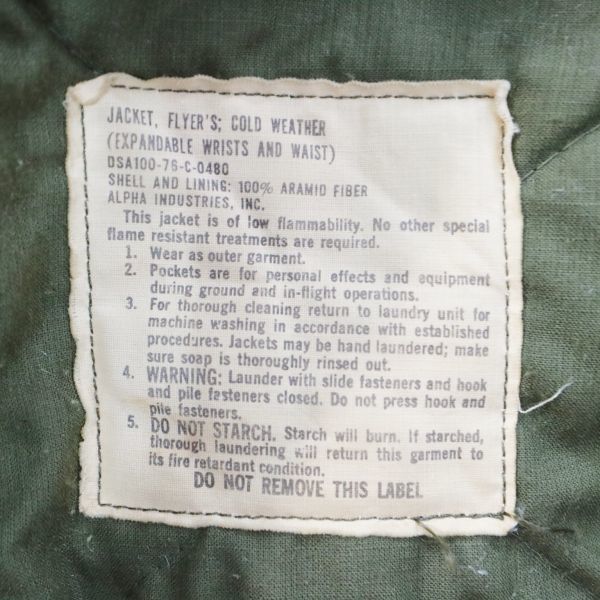 JACKET, FLYER'S; COLD WEATHER
(EXPANDABLE WRISTS AND WAIST)
DSA100-76-C-0480
SHELL AND LINING: 100% ARAMID FIBER
ALPHA INDUSTRIES, INC.
This jacket is of low flammability. No other special
flame resistant treatments are required.
1. Wear as outer garment.
2. Pockets are for personal effects and equipment
during ground and in-flight operations.
3. For thorough cleaning return to laundry unit for
machine washing in accordance with established
procedures. Jackets may be hand laundered; make
sure soap is thoroughly rinsed out.
4. WARNING: Launder with slide fasteners and hook
and pile fasteners closed. Do not press hook and
pile fasteners.
5. DO NOT STARCH. Starch will burn. If starched,
thorough laundering will return this garment to
its fire retardant condition.
DO NOT REMOVE THIS LABEL